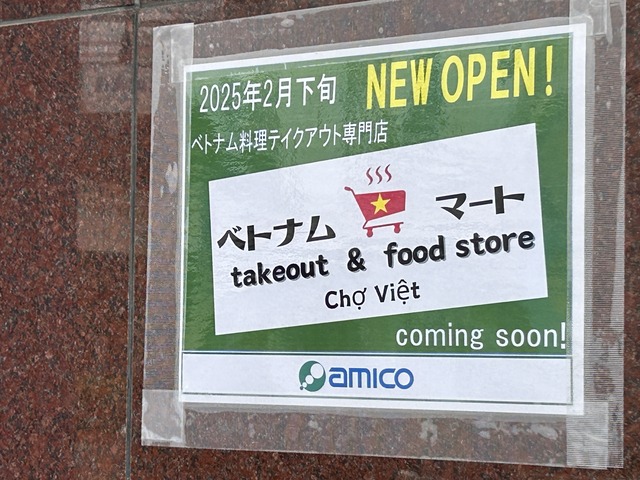 2025年2月下旬 NEW OPEN!
ベトナム料理テイクアウト専門店
ベトナム マート
takeout & food store
Chợ Việt
coming soon!
amico